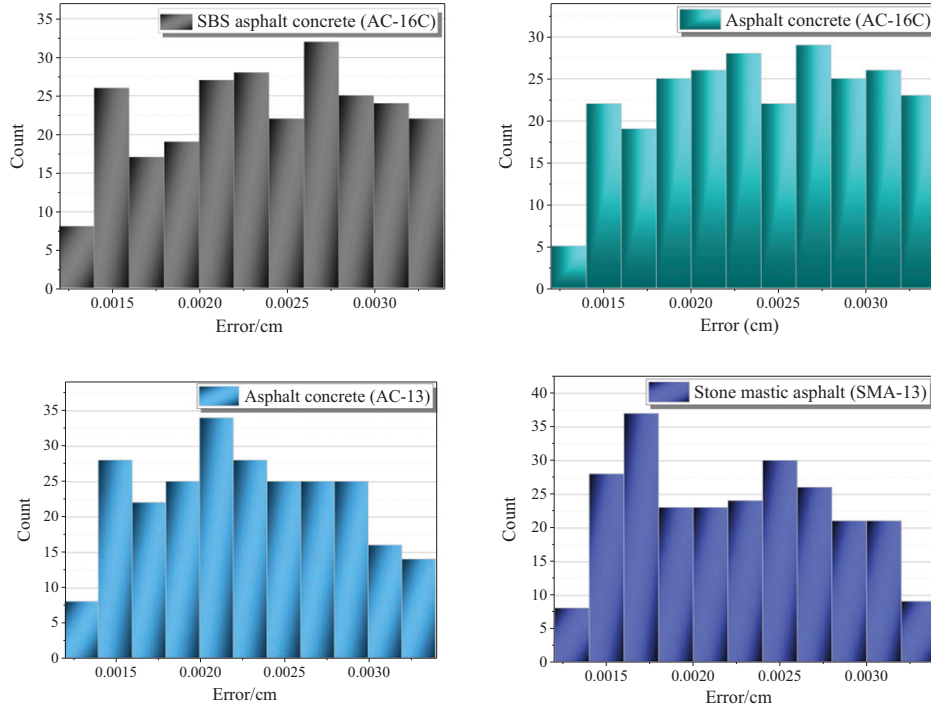 SBS asphalt concrete (AC-16C)
35
30
25
20
15
10
5
0
Count
0.0015 0.0020 0.0025 0.0030
Error/cm
Asphalt concrete (AC-16C)
30
25
20
15
10
5
0
Count
0.0015 0.0020 0.0025 0.0030
Error (cm)
Asphalt concrete (AC-13)
35
30
25
20
15
10
5
0
Count
0.0015 0.0020 0.0025 0.0030
Error/cm
Stone mastic asphalt (SMA-13)
40
35
30
25
20
15
10
5
0
Count
0.0015 0.0020 0.0025 0.0030
Error/cm